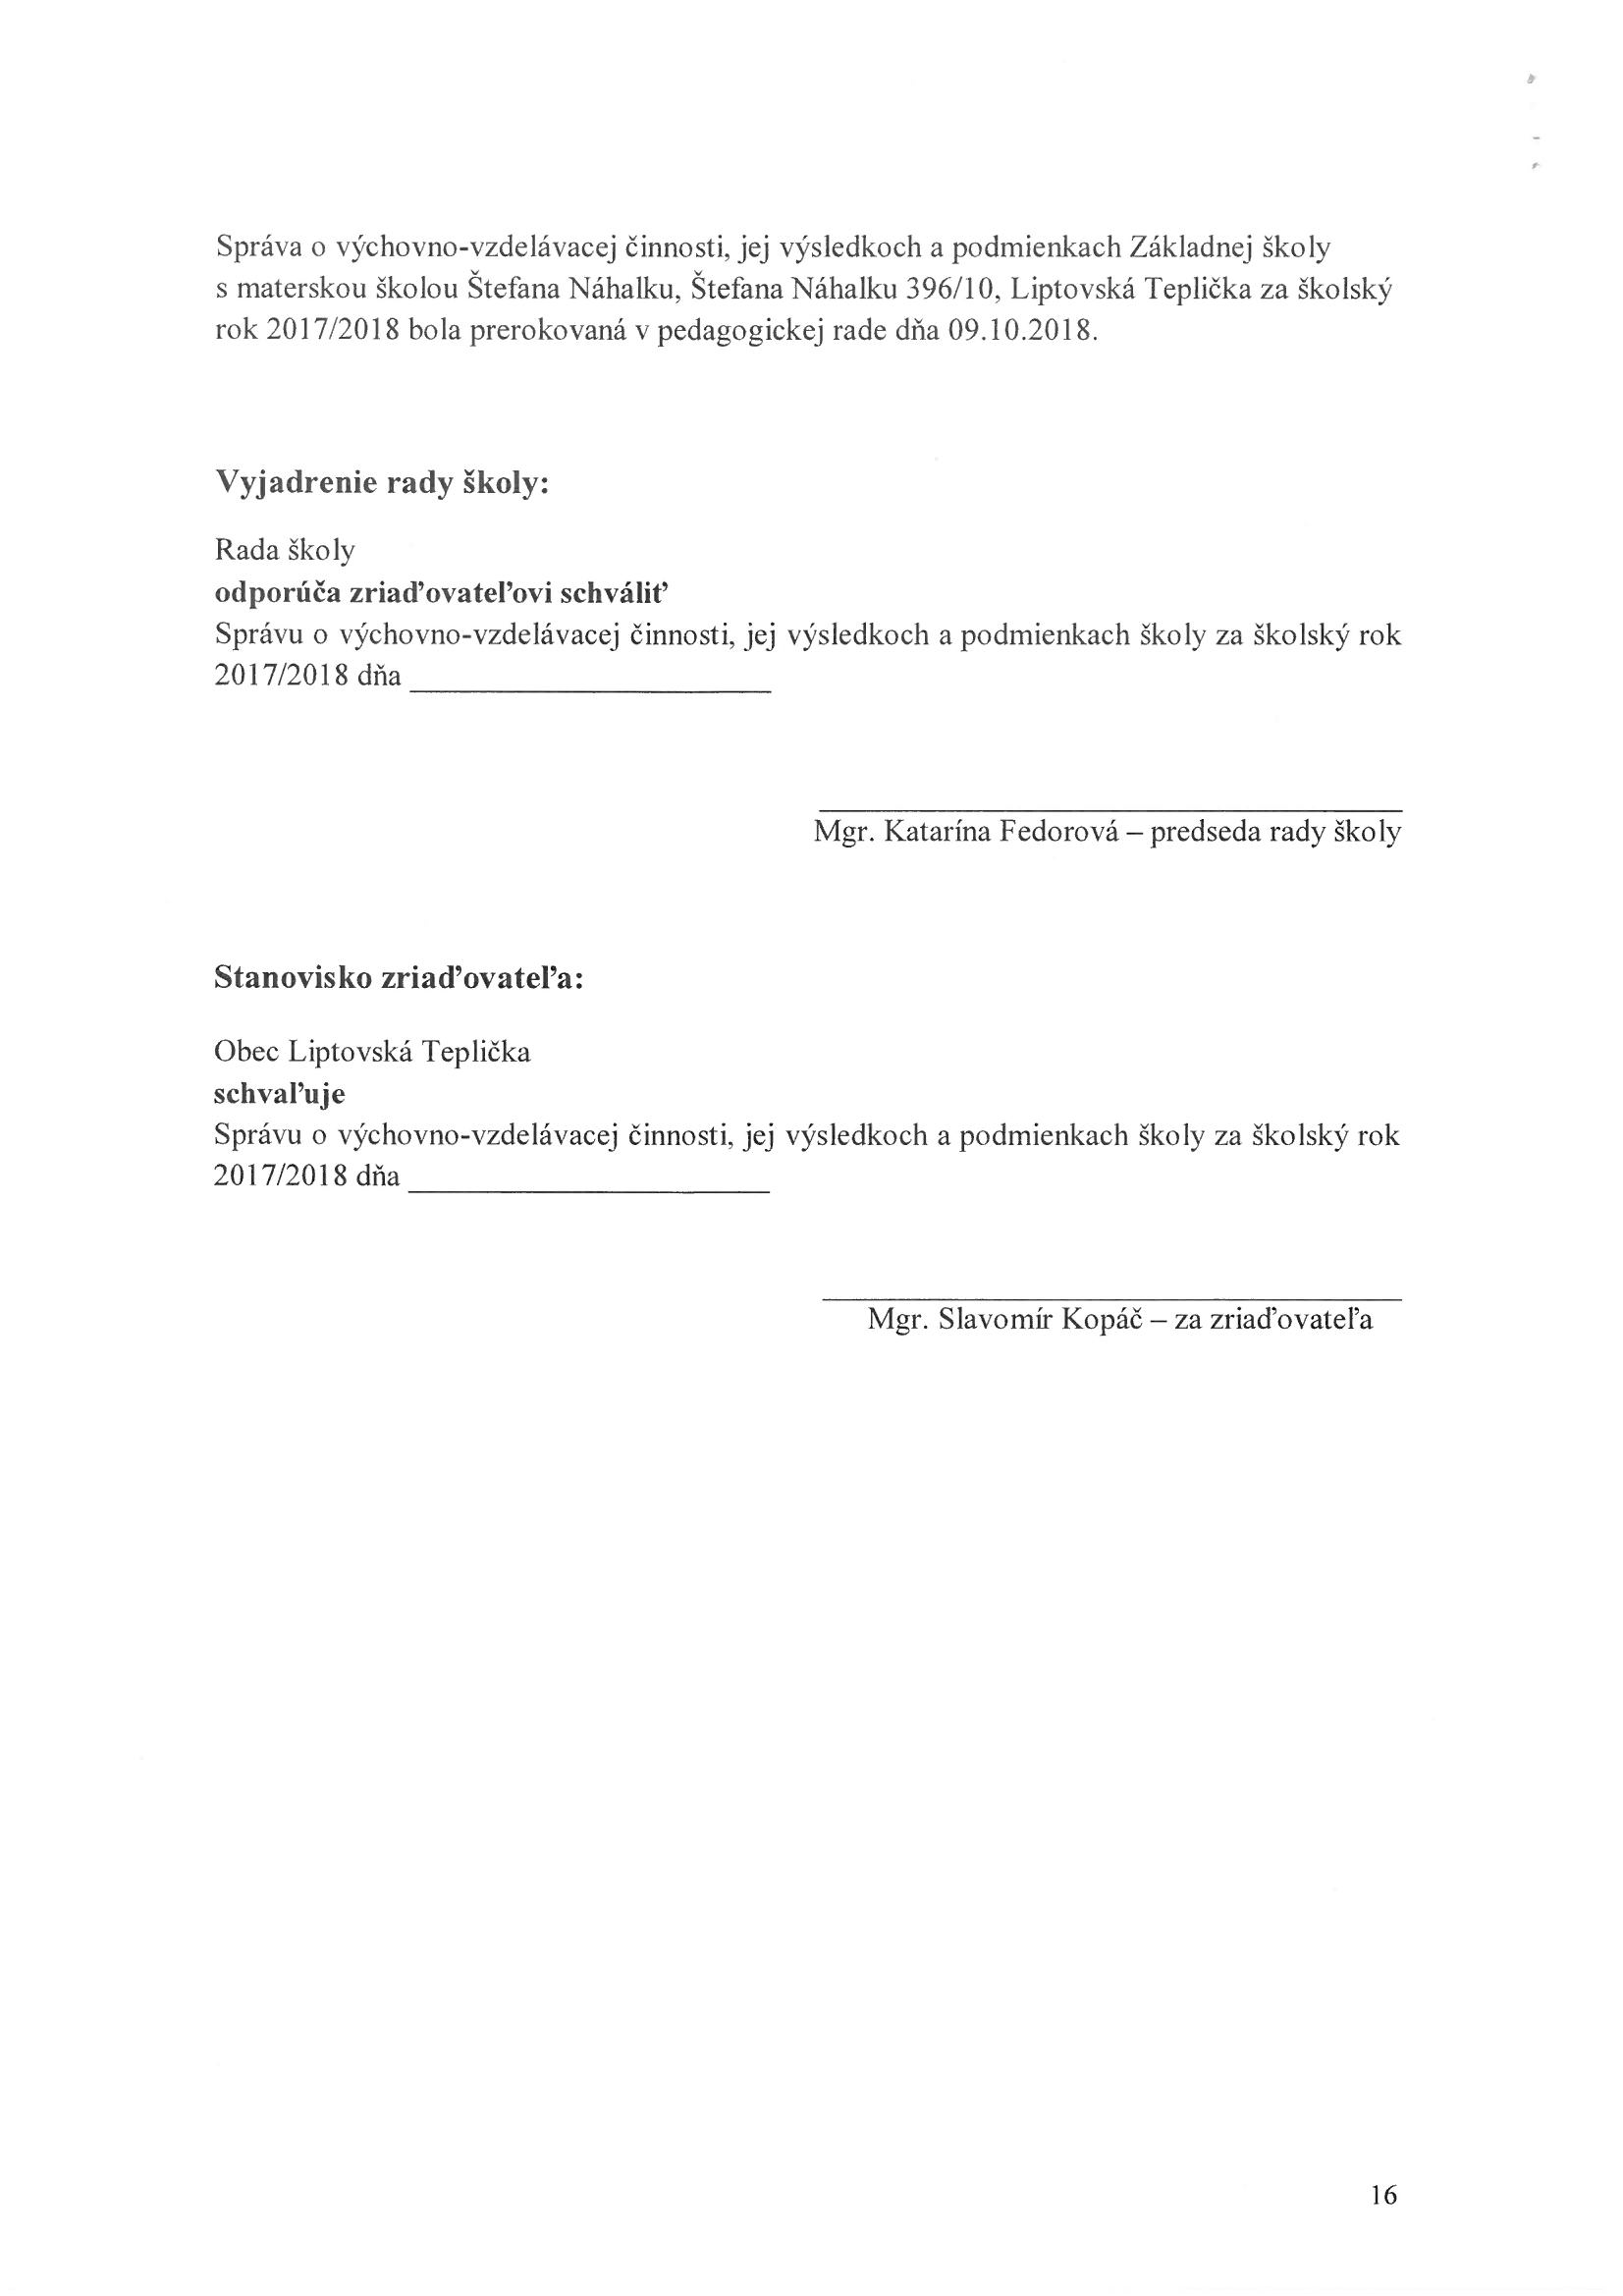 Správa o výchovno-vzdelávacej činnosti, jej výsledkoch a podmienkach Základnej školy
s materskou školou Štefana Náhalku, Štefana Náhalku 396/10, Liptovská Teplička za školský
rok 2017/2018 bola prerokovaná v pedagogickej rade dňa 09.10.2018.
Vyjadrenie rady školy:
Rada školy
odporúča zriaďovateľovi schváliť
Správu o výchovno-vzdelávacej činnosti, jej výsledkoch a podmienkach školy za školský rok
2017/2018 dňa
Mgr. Katarína Fedorová – predseda rady školy
Stanovisko zriaďovateľa:
Obec Liptovská Teplička
schvaľuje
Správu o výchovno-vzdelávacej činnosti, jej výsledkoch a podmienkach školy za školský rok
2017/2018 dňa
Mgr. Slavomír Kopáč – za zriaďovateľa
16